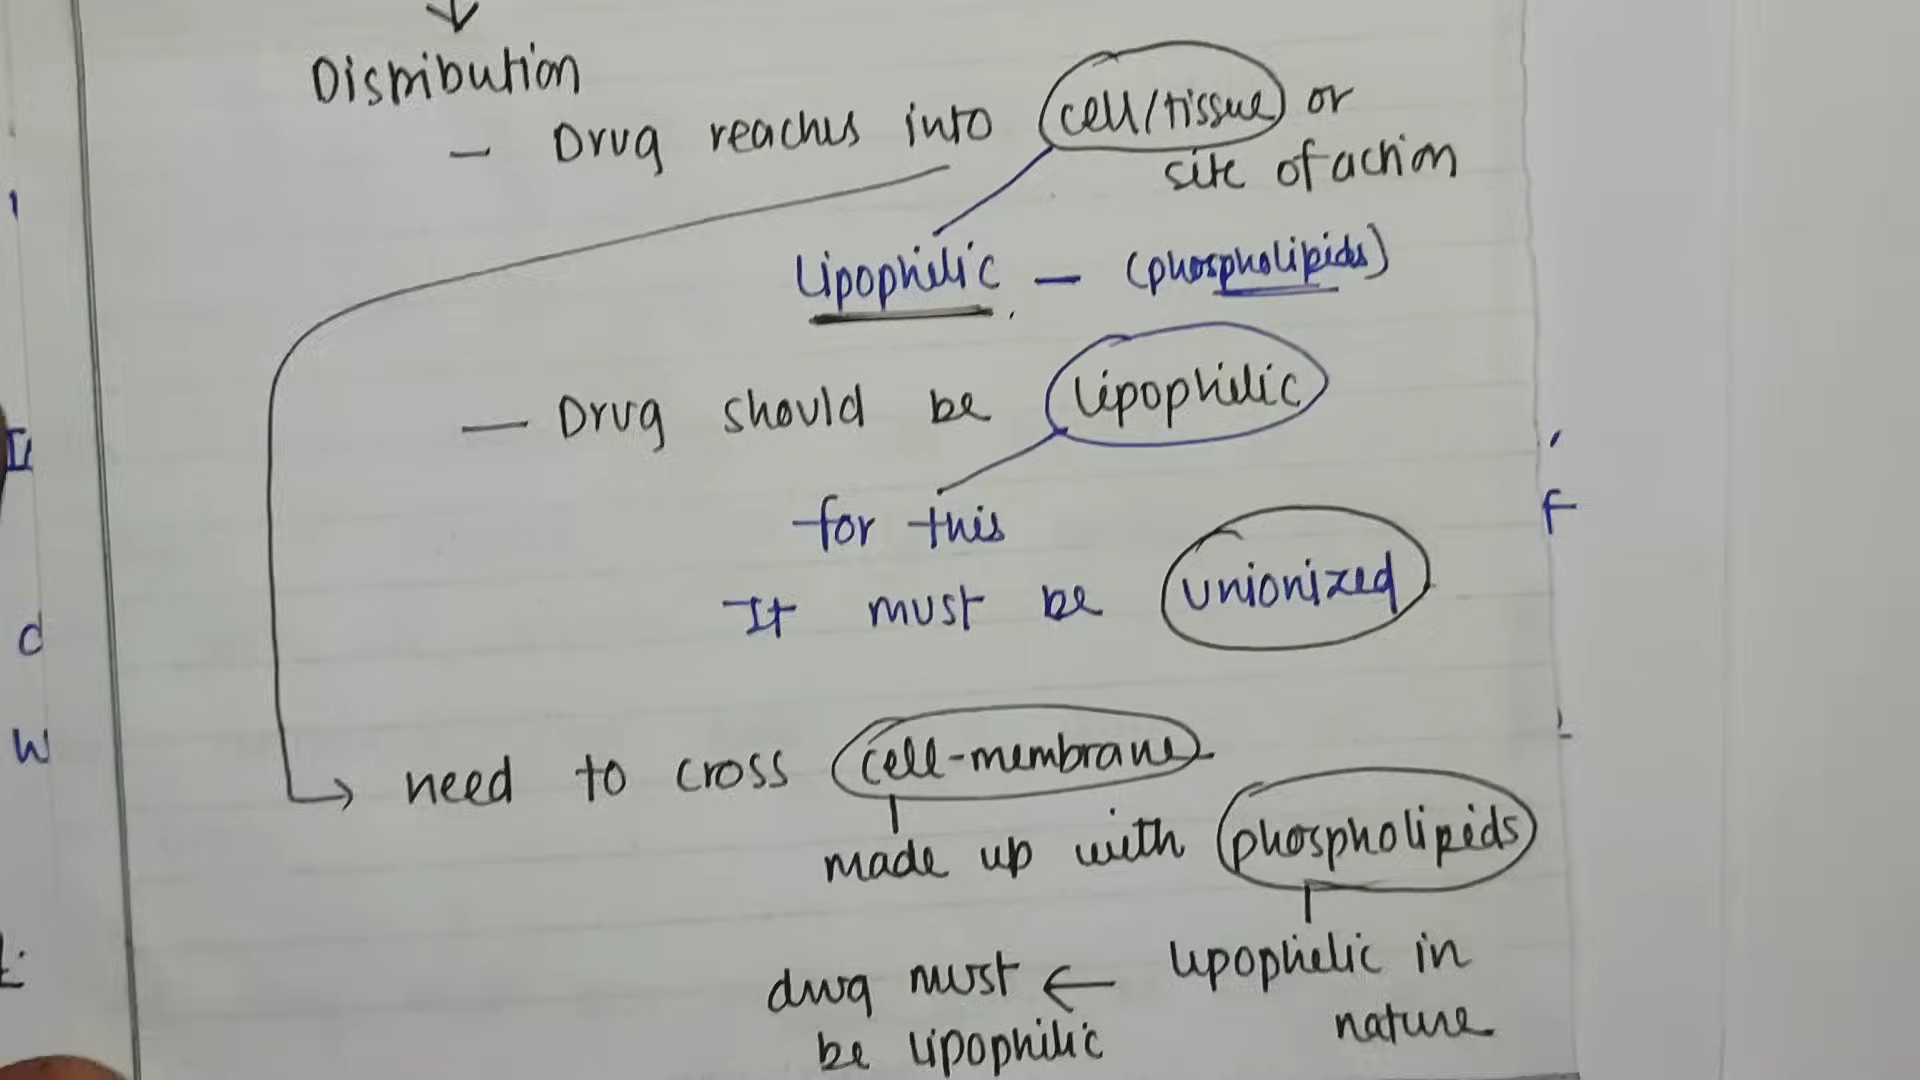 Distribution
- Drug reaches into cell/tissue or
site of action
Lipophilic - (phospholipids)
- Drug should be lipophilic
for this
It must be unionized
need to cross cell-membrane
made up with phospholipids
lipophilic in
nature
drug must
be lipophilic
I
d
W
F